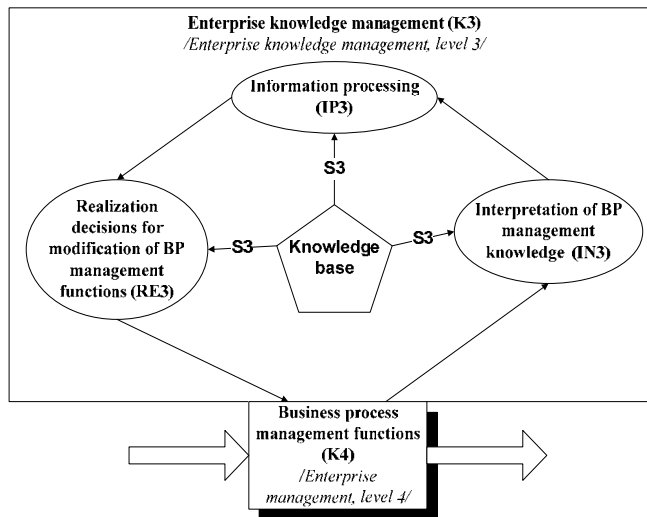 Enterprise knowledge management (K3)
/Enterprise knowledge management, level 3/
Information processing
(IP3)
S3
Realization
decisions for
modification of BP
management
functions (RE3)
S3
Knowledge
base
S3
Interpretation of BP
management
knowledge (IN3)
Business process
management functions
(K4)
/Enterprise
management, level 4/